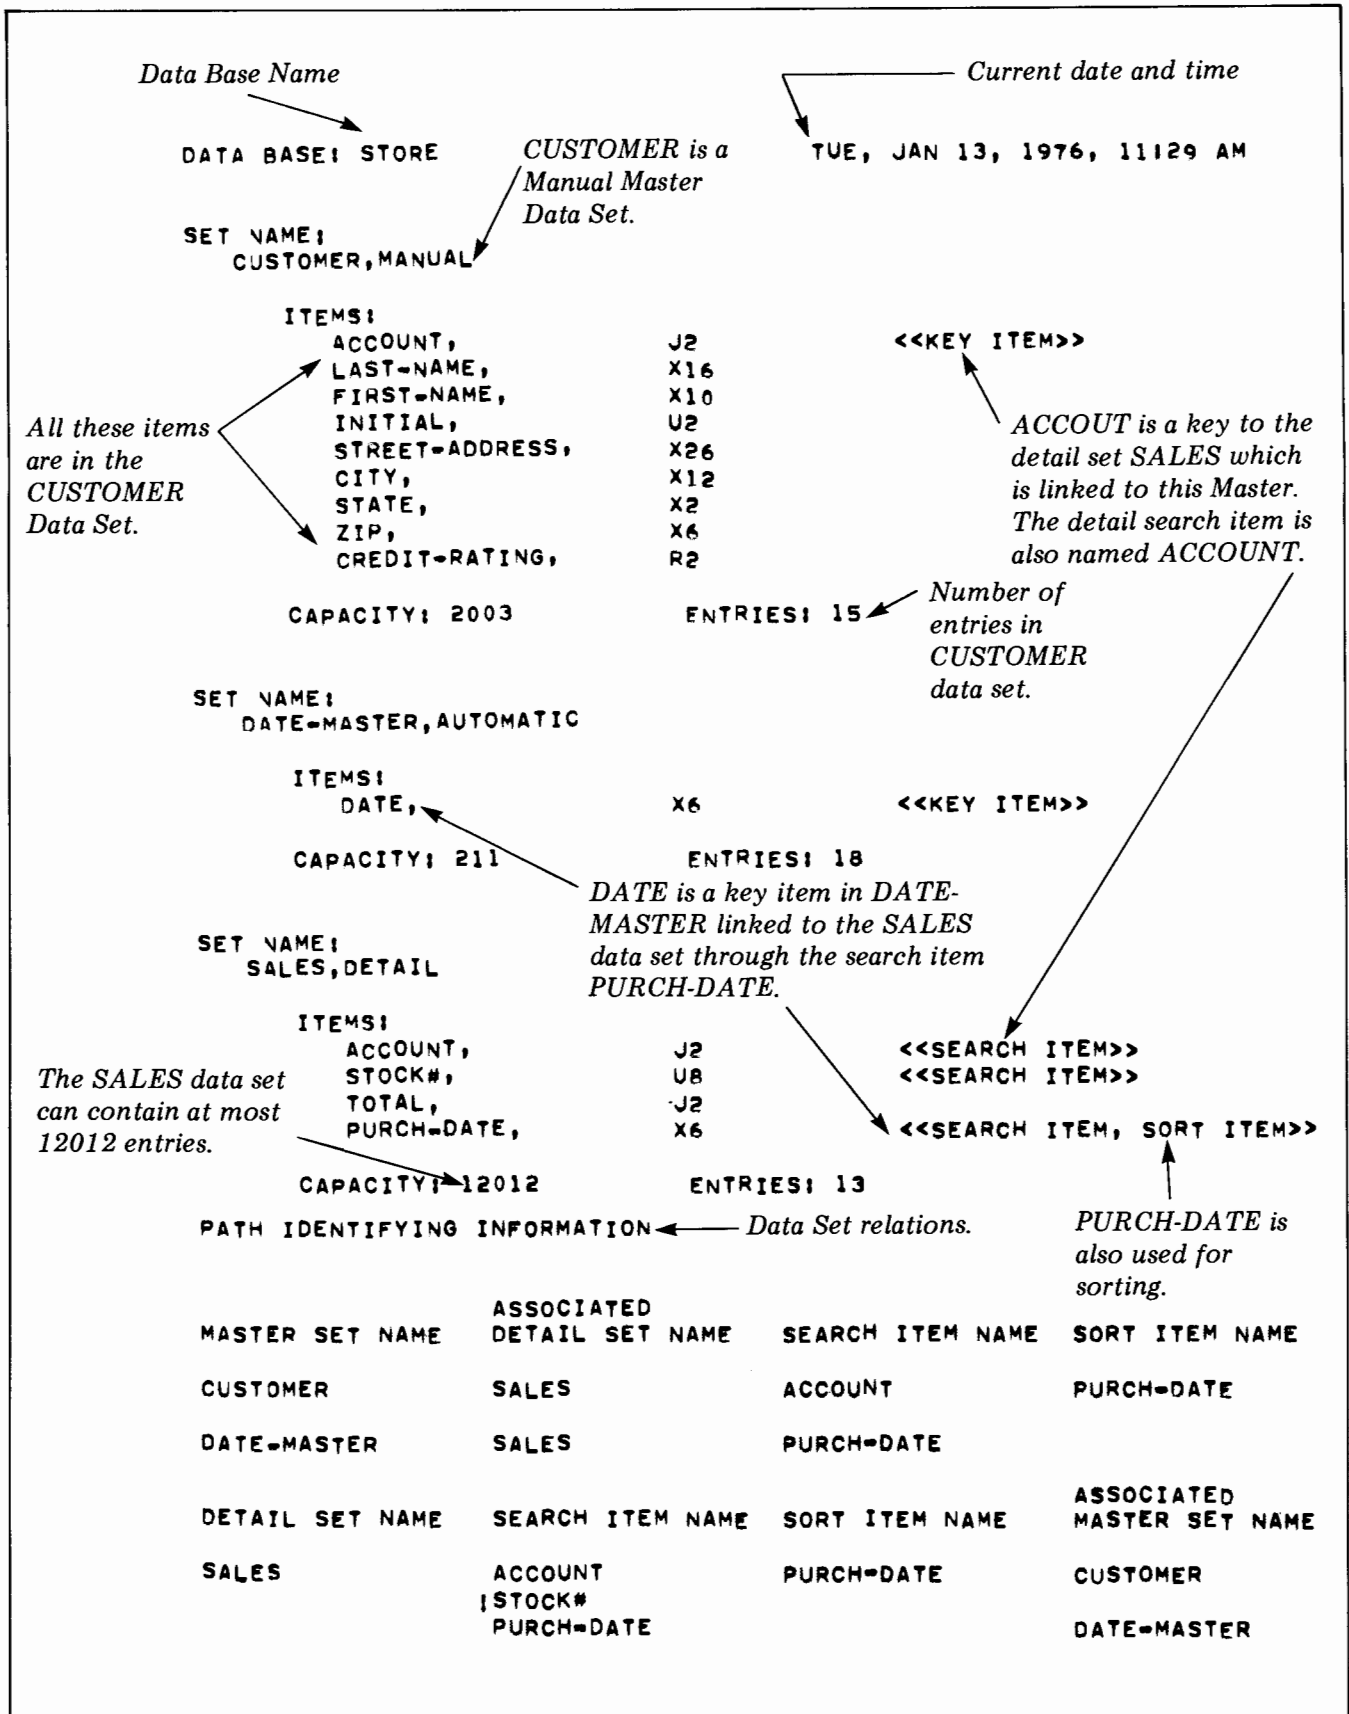 Data Base Name
Current date and time
DATA BASE: STORE
CUSTOMER is a
Manual Master
Data Set.
TUE, JAN 13, 1976, 11:29 AM
SET NAME:
CUSTOMER,MANUAL
ITEMS:
ACCOUNT, J2 <<KEY ITEM>>
LAST-NAME, X16
FIRST-NAME, X10
INITIAL, U2
STREET-ADDRESS, X26
CITY, X12
STATE, X2
ZIP, X6
CREDIT-RATING, R2
All these items
are in the
CUSTOMER
Data Set.
ACCOUT is a key to the
detail set SALES which
is linked to this Master.
The detail search item is
also named ACCOUNT.
CAPACITY: 2003 ENTRIES: 15
Number of
entries in
CUSTOMER
data set.
SET NAME:
DATE-MASTER,AUTOMATIC
ITEMS:
DATE, X6 <<KEY ITEM>>
CAPACITY: 211 ENTRIES: 18
DATE is a key item in DATE-
MASTER linked to the SALES
data set through the search item
PURCH-DATE.
SET NAME:
SALES,DETAIL
ITEMS:
ACCOUNT, J2 <<SEARCH ITEM>>
STOCK#, U8 <<SEARCH ITEM>>
TOTAL, J2
PURCH-DATE, X6 <<SEARCH ITEM, SORT ITEM>>
The SALES data set
can contain at most
12012 entries.
CAPACITY: 12012 ENTRIES: 13
PATH IDENTIFYING INFORMATION
Data Set relations.
PURCH-DATE is
also used for
sorting.
ASSOCIATED
MASTER SET NAME DETAIL SET NAME SEARCH ITEM NAME SORT ITEM NAME
CUSTOMER SALES ACCOUNT PURCH-DATE
DATE-MASTER SALES PURCH-DATE
ASSOCIATED
DETAIL SET NAME SEARCH ITEM NAME SORT ITEM NAME MASTER SET NAME
SALES ACCOUNT PURCH-DATE CUSTOMER
!STOCK#
PURCH-DATE DATE-MASTER